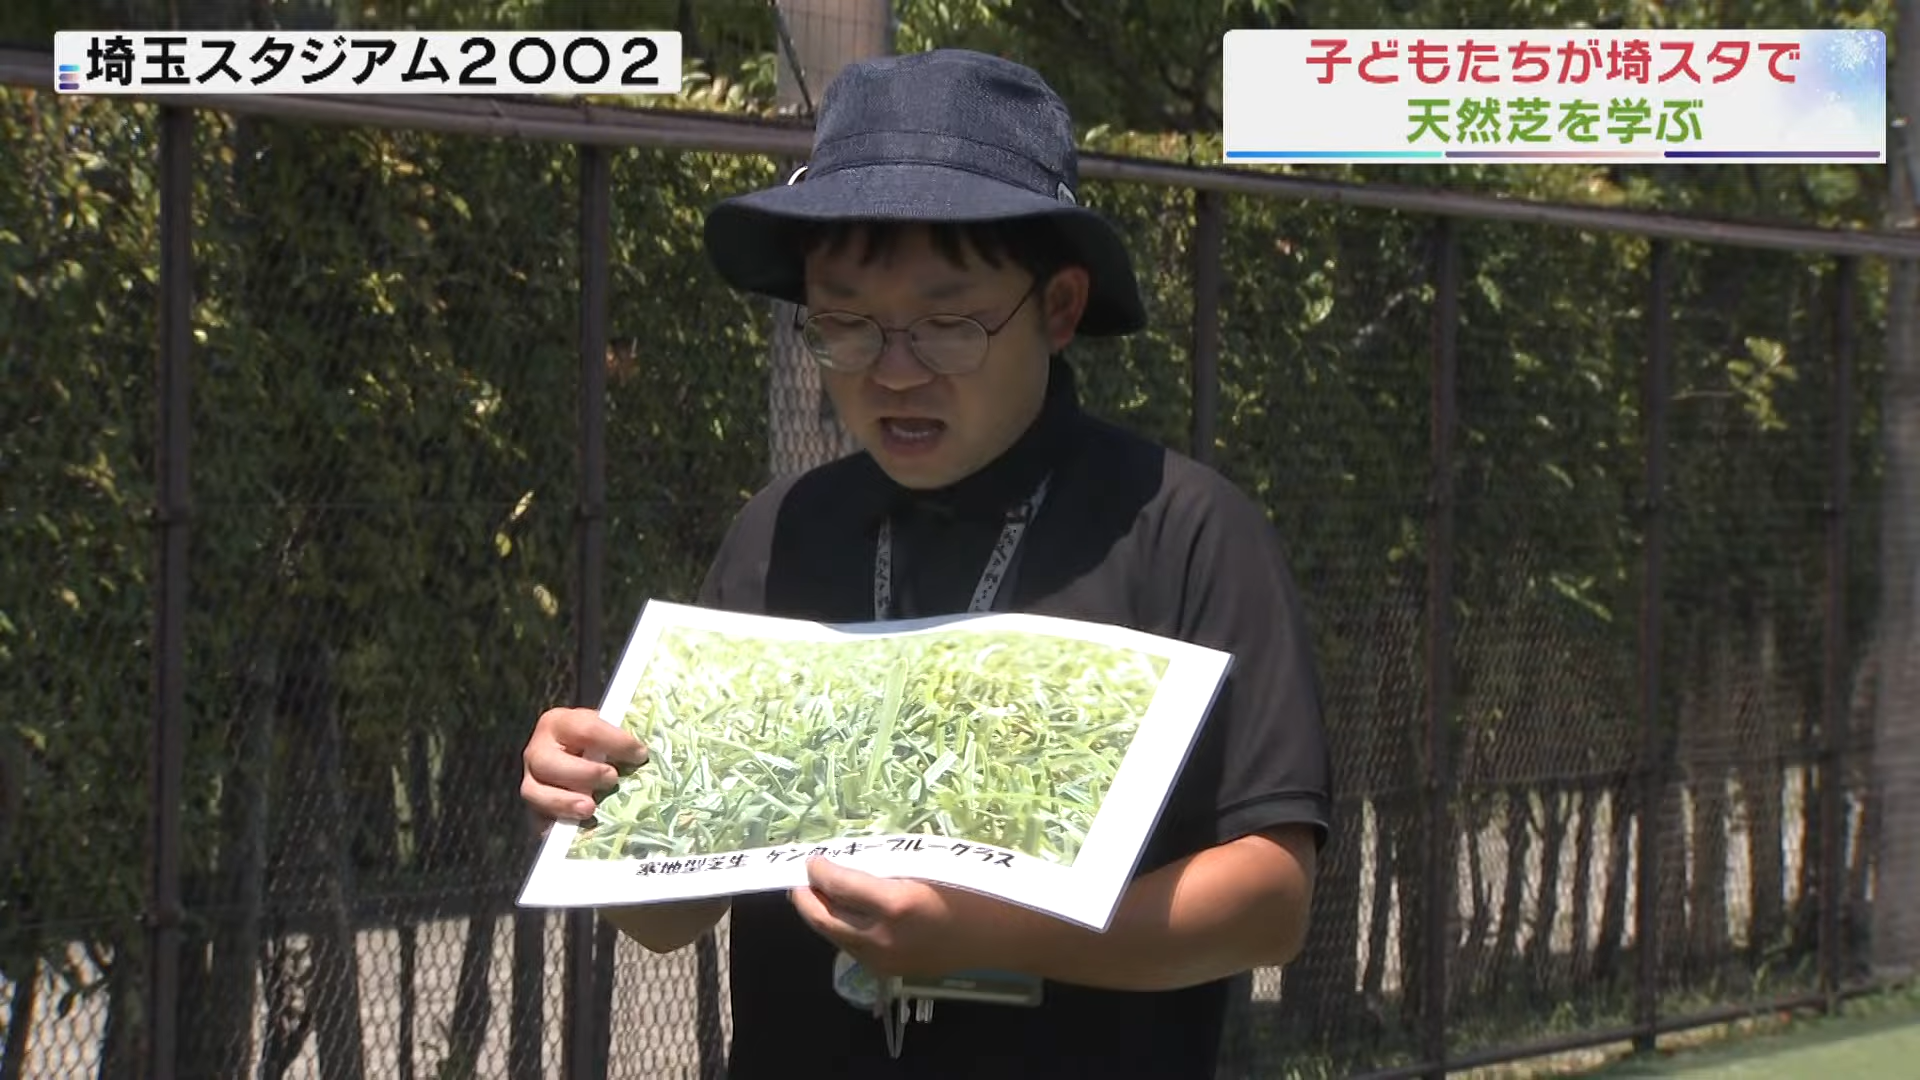 埼玉スタジアム２００２
子どもたちが埼スタで
天然芝を学ぶ
寒地型芝生 ケンタッキーブルーグラス